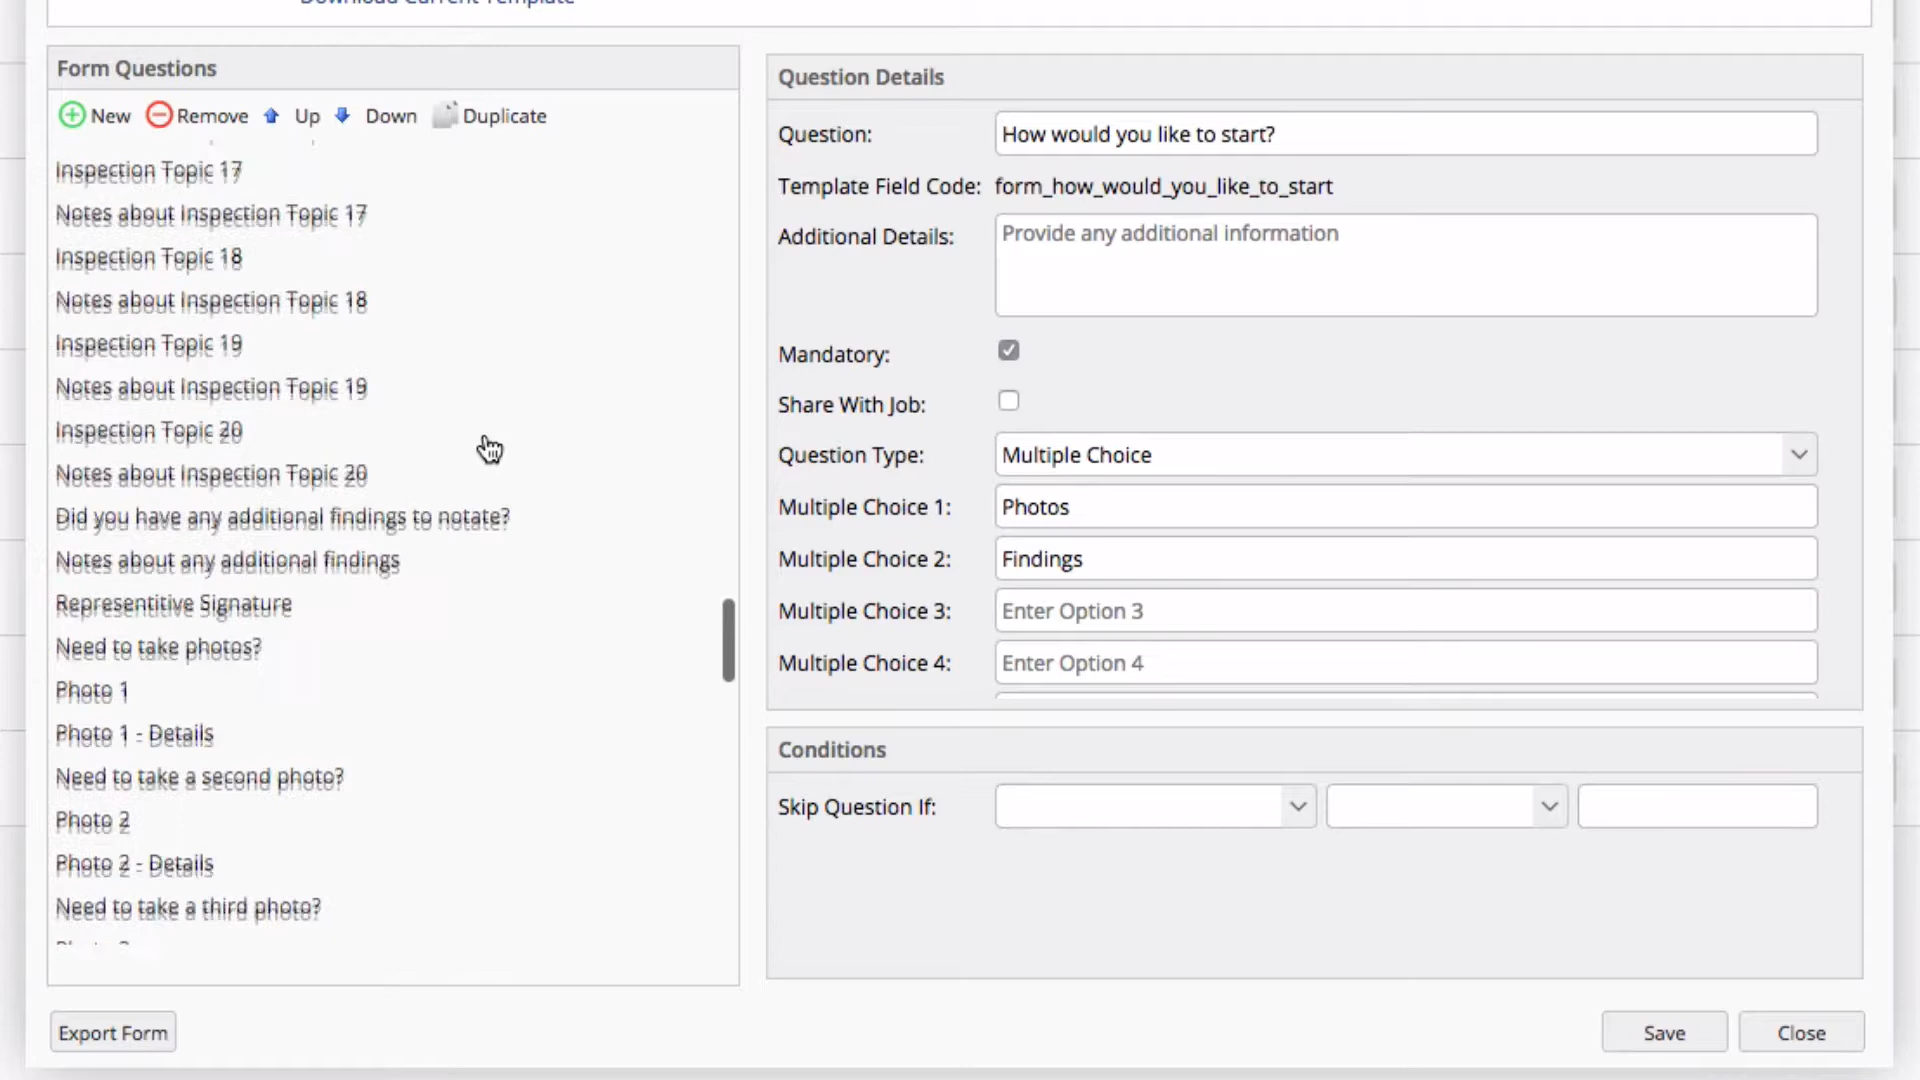 Download Current Template
Form Questions
New Remove Up Down Duplicate
Inspection Topic 17
Notes about Inspection Topic 17
Inspection Topic 18
Notes about Inspection Topic 18
Inspection Topic 19
Notes about Inspection Topic 19
Inspection Topic 20
Notes about Inspection Topic 20
Did you have any additional findings to notate?
Notes about any additional findings
Representitive Signature
Need to take photos?
Photo 1
Photo 1 - Details
Need to take a second photo?
Photo 2
Photo 2 - Details
Need to take a third photo?
Export Form
Question Details
Question: How would you like to start?
Template Field Code: form_how_would_you_like_to_start
Additional Details: Provide any additional information
Mandatory:
Share With Job:
Question Type: Multiple Choice
Multiple Choice 1: Photos
Multiple Choice 2: Findings
Multiple Choice 3: Enter Option 3
Multiple Choice 4: Enter Option 4
Conditions
Skip Question If:
Save Close